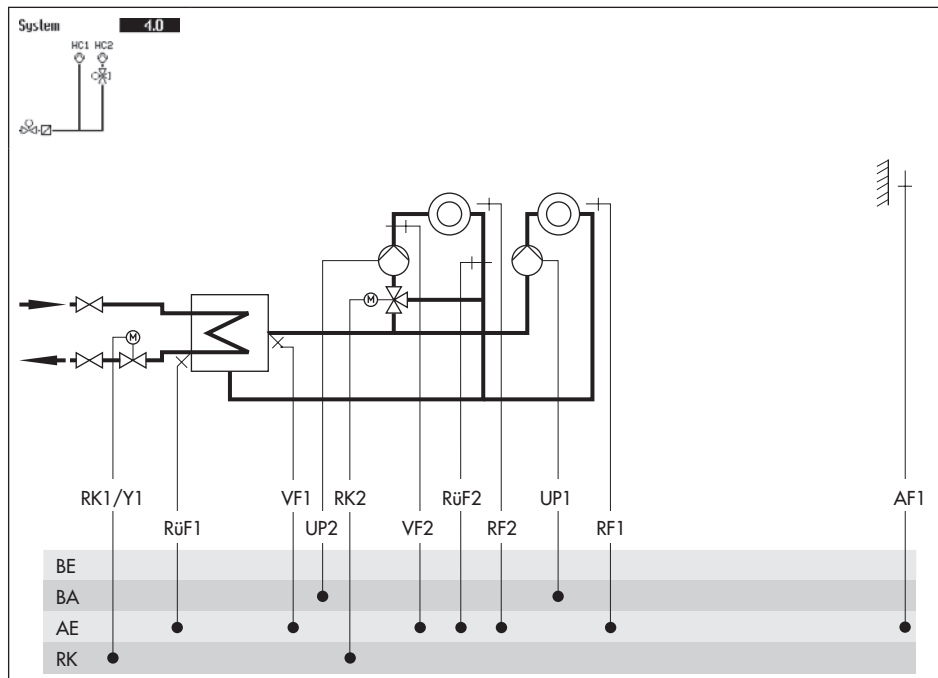 System 4.0
HC1 HC2
M
M
RK1/Y1 VF1 RK2 RüF2 UP1 AF1
RüF1 UP2 VF2 RF2 RF1
BE
BA
AE
RK